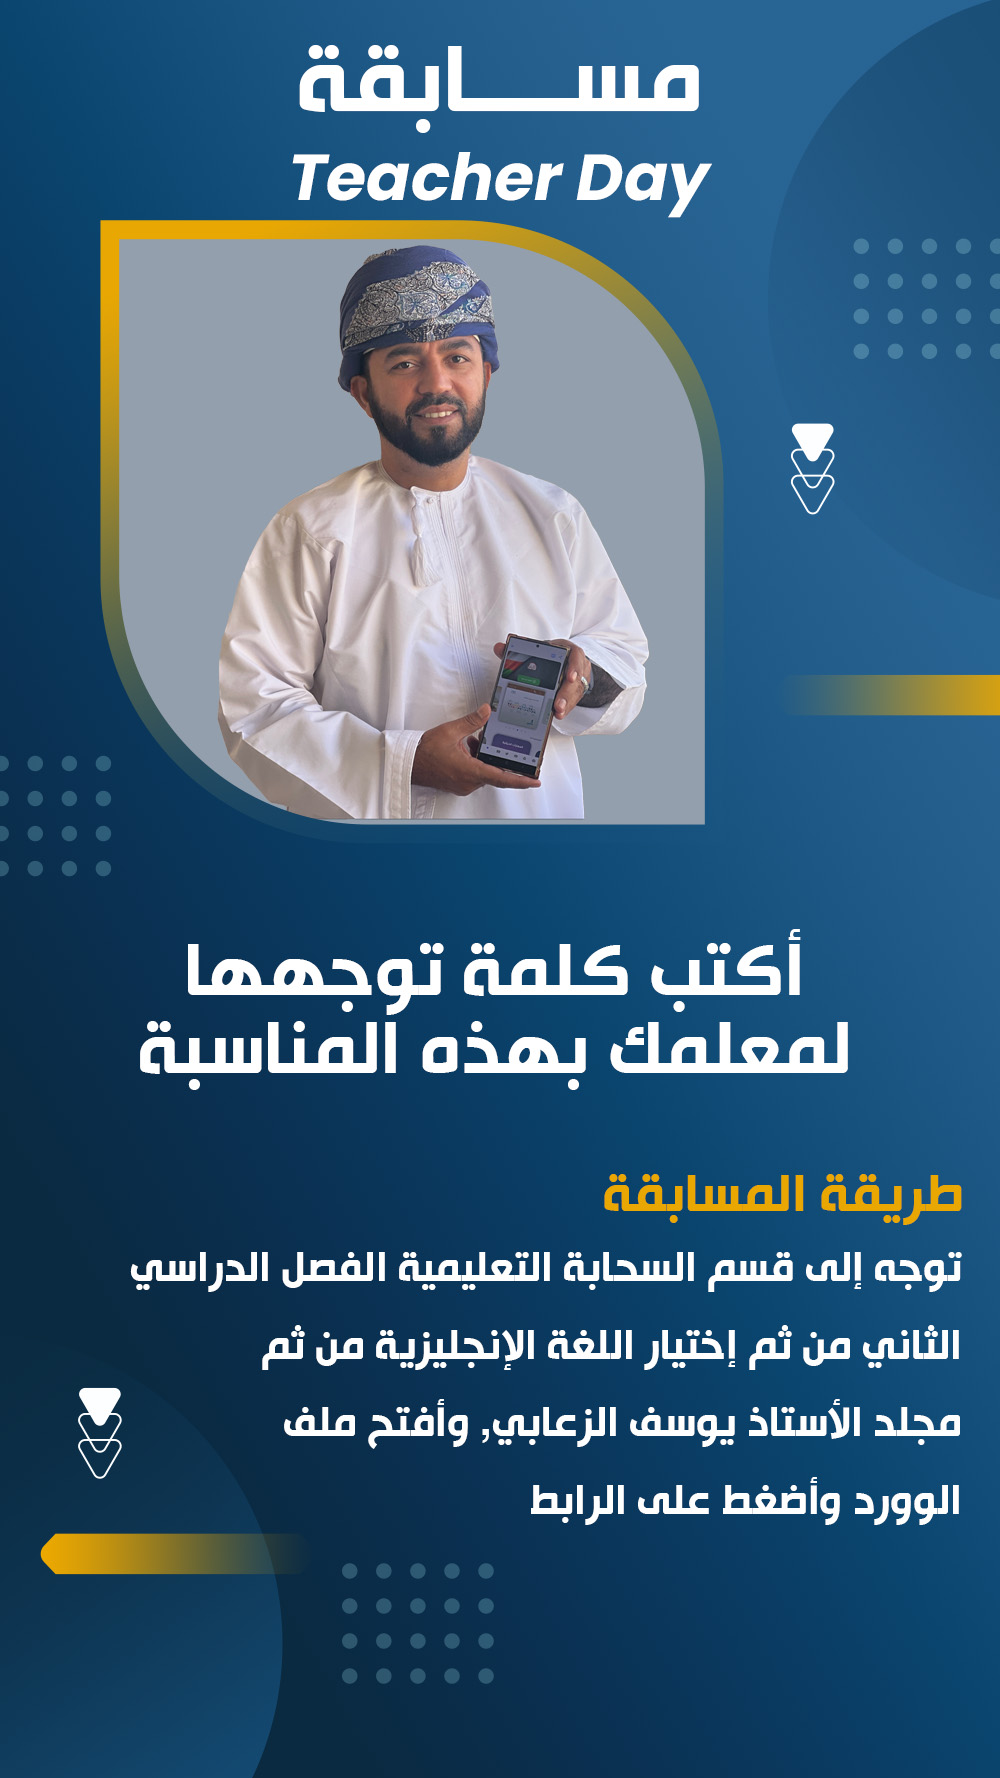 مســـــابقة
Teacher Day
أكتب كلمة توجهها
لمعلمك بهذه المناسبة
طريقة المسابقة
توجه إلى قسم السحابة التعليمية الفصل الدراسي
الثاني من ثم إختيار اللغة الإنجليزية من ثم
مجلد الأستاذ يوسف الزعابي, وأفتح ملف
الوورد وأضغط على الرابط